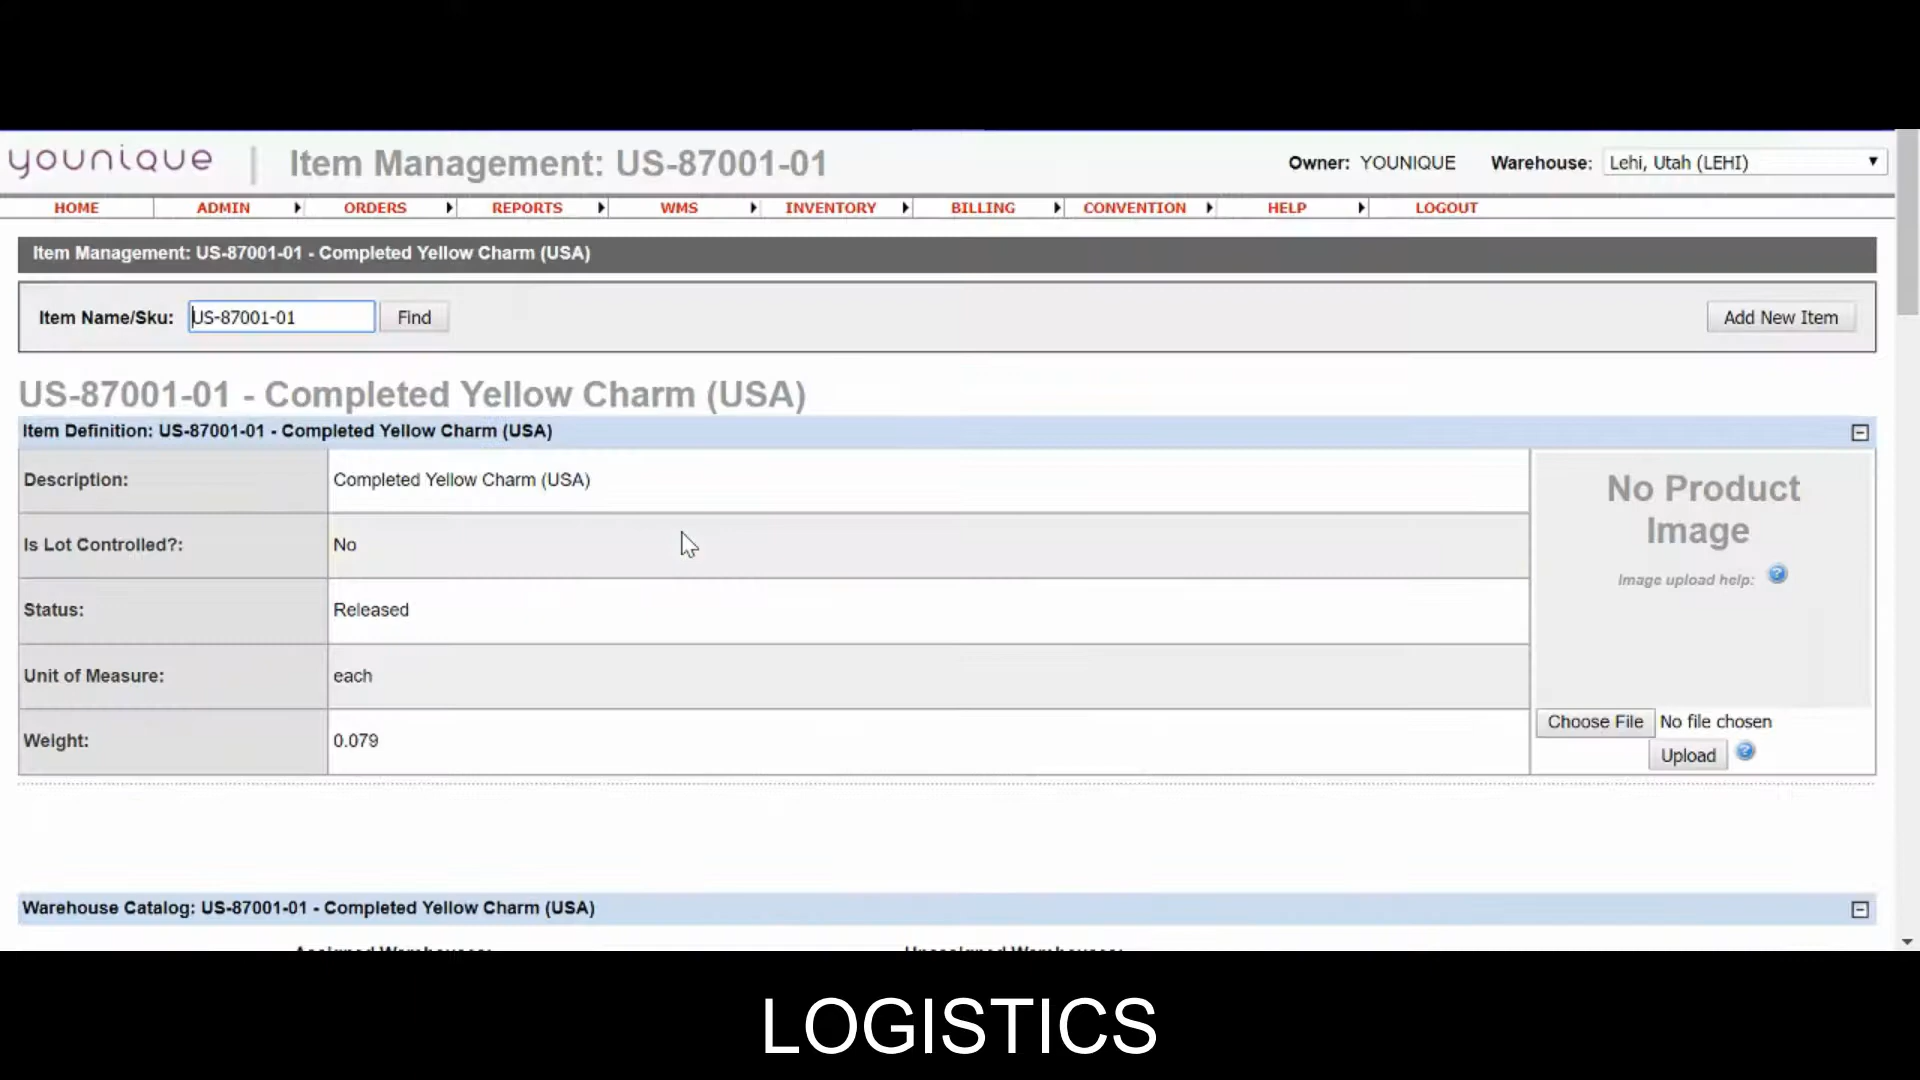 younique | Item Management: US-87001-01 Owner: YOUNIQUE Warehouse: Lehi, Utah (LEHI)
HOME ADMIN ORDERS REPORTS WMS INVENTORY BILLING CONVENTION HELP LOGOUT
Item Management: US-87001-01 - Completed Yellow Charm (USA)
Item Name/Sku: US-87001-01 Find Add New Item
US-87001-01 - Completed Yellow Charm (USA)
Item Definition: US-87001-01 - Completed Yellow Charm (USA)
Description: Completed Yellow Charm (USA)
Is Lot Controlled?: No
Status: Released
Unit of Measure: each
Weight: 0.079
No Product
Image
Image upload help: ?
Choose File No file chosen
Upload ?
Warehouse Catalog: US-87001-01 - Completed Yellow Charm (USA)
Assigned Warehouses: Unassigned Warehouses:
LOGISTICS